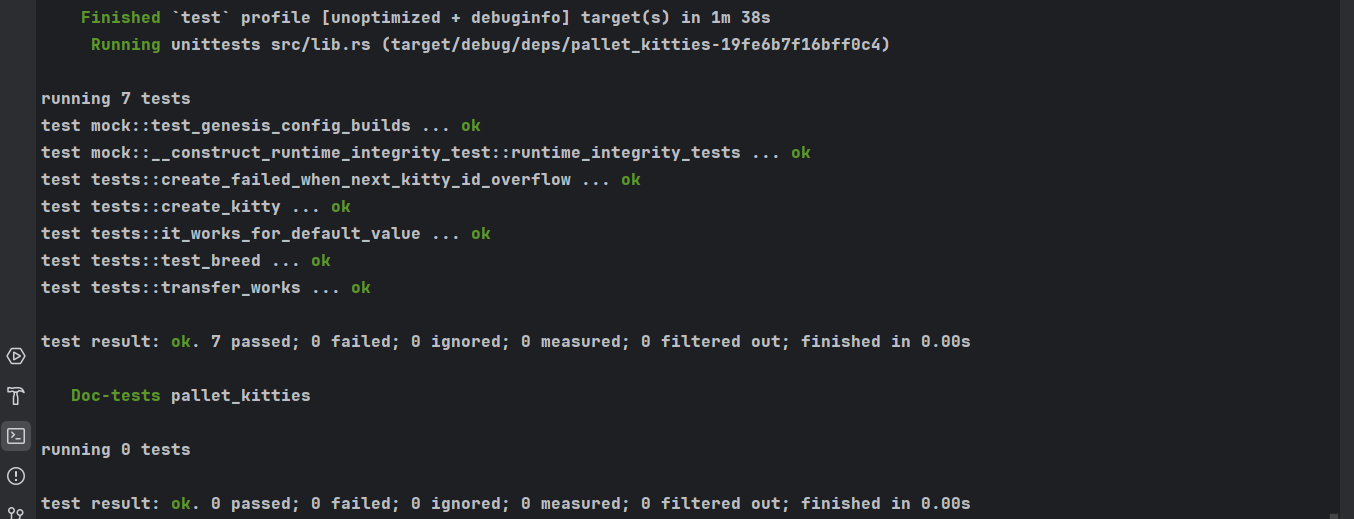 Finished `test` profile [unoptimized + debuginfo] target(s) in 1m 38s
Running unittests src/lib.rs (target/debug/deps/pallet_kitties-19fe6b7f16bff0c4)
running 7 tests
test mock::test_genesis_config_builds ... ok
test mock::__construct_runtime_integrity_test::runtime_integrity_tests ... ok
test tests::create_failed_when_next_kitty_id_overflow ... ok
test tests::create_kitty ... ok
test tests::it_works_for_default_value ... ok
test tests::test_breed ... ok
test tests::transfer_works ... ok
test result: ok. 7 passed; 0 failed; 0 ignored; 0 measured; 0 filtered out; finished in 0.00s
Doc-tests pallet_kitties
running 0 tests
test result: ok. 0 passed; 0 failed; 0 ignored; 0 measured; 0 filtered out; finished in 0.00s